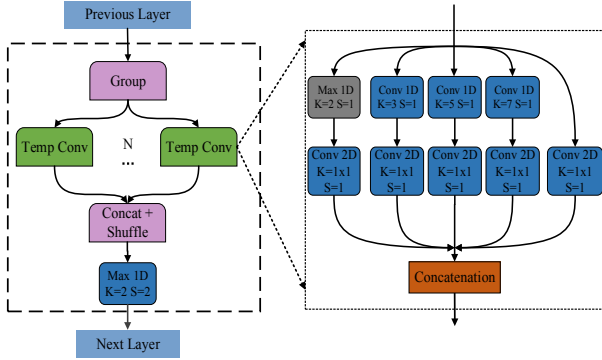 Previous Layer
Group
Temp Conv
N
...
Temp Conv
Concat +
Shuffle
Max 1D
K=2 S=2
Next Layer
Max 1D
K=2 S=1
Conv 1D
K=3 S=1
Conv 1D
K=5 S=1
Conv 1D
K=7 S=1
Conv 2D
K=1x1
S=1
Conv 2D
K=1x1
S=1
Conv 2D
K=1x1
S=1
Conv 2D
K=1x1
S=1
Conv 2D
K=1x1
S=1
Concatenation